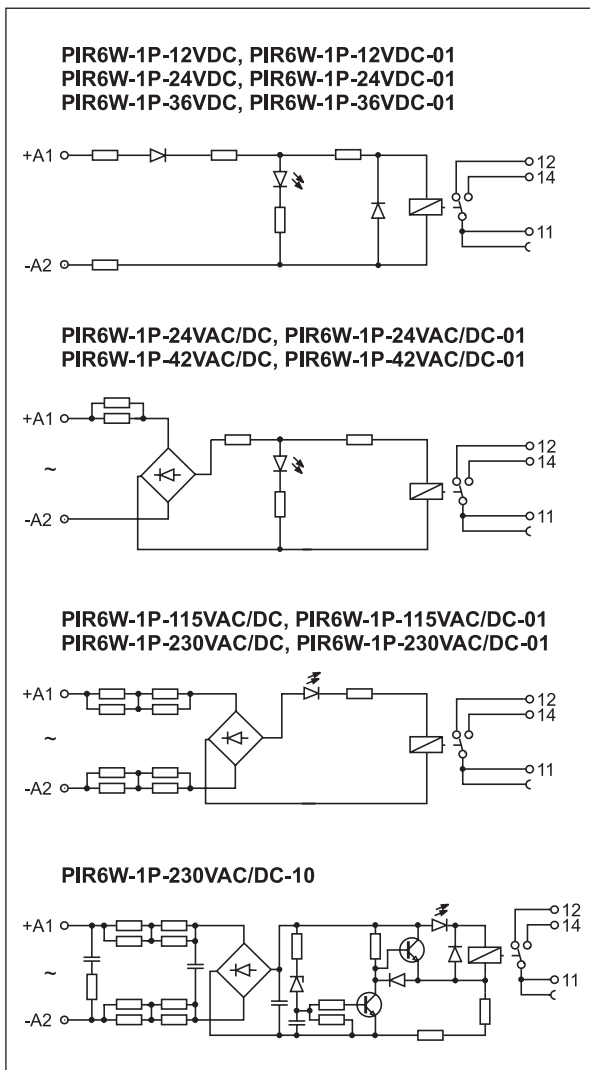 PIR6W-1P-12VDC, PIR6W-1P-12VDC-01
PIR6W-1P-24VDC, PIR6W-1P-24VDC-01
PIR6W-1P-36VDC, PIR6W-1P-36VDC-01
+A1
12
14
11
-A2
PIR6W-1P-24VAC/DC, PIR6W-1P-24VAC/DC-01
PIR6W-1P-42VAC/DC, PIR6W-1P-42VAC/DC-01
+A1
12
14
~
11
-A2
PIR6W-1P-115VAC/DC, PIR6W-1P-115VAC/DC-01
PIR6W-1P-230VAC/DC, PIR6W-1P-230VAC/DC-01
+A1
12
14
~
11
-A2
PIR6W-1P-230VAC/DC-10
+A1
12
14
~
11
-A2